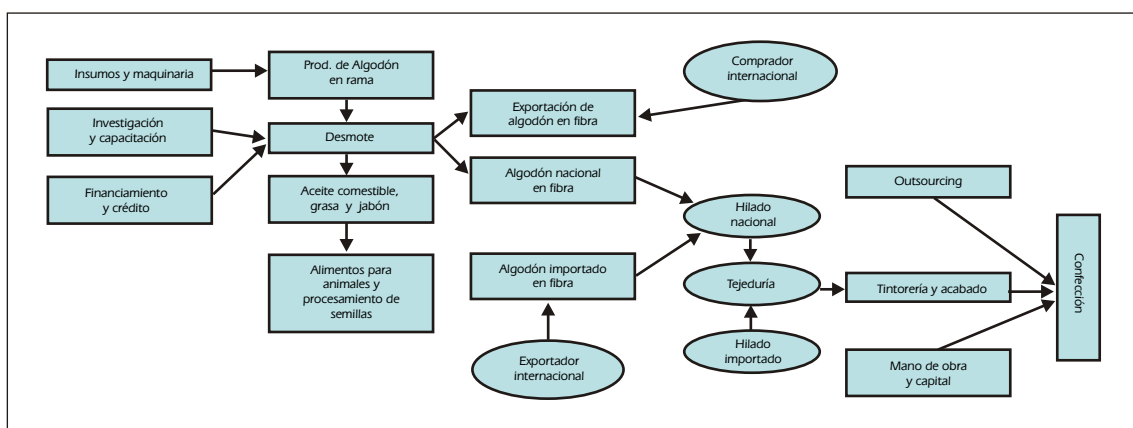 Insumos y maquinaria
Prod. de Algodón
en rama
Comprador
internacional
Investigación
y capacitación
Desmote
Exportación de
algodón en fibra
Financiamiento
y crédito
Aceite comestible,
grasa y jabón
Algodón nacional
en fibra
Hilado
nacional
Outsourcing
Alimentos para
animales y
procesamiento de
semillas
Algodón importado
en fibra
Tejeduría
Tintorería y acabado
Confección
Exportador
internacional
Hilado
importado
Mano de obra
y capital